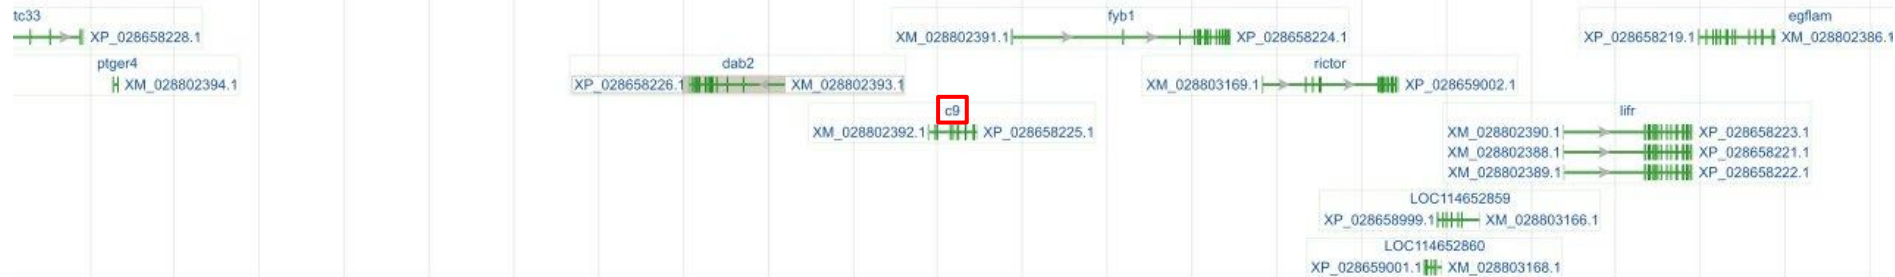 tc33
XP_028658228.1
ptger4
XM_028802394.1
dab2
XP_028658226.1 XM_028802393.1
c9
XM_028802392.1 XP_028658225.1
fyb1
XM_028802391.1 XP_028658224.1
rictor
XM_028803169.1 XP_028659002.1
egflam
XP_028658219.1 XM_028802386.1
lifr
XM_028802390.1 XP_028658223.1
XM_028802388.1 XP_028658221.1
XM_028802389.1 XP_028658222.1
LOC114652859
XP_028658999.1 XM_028803166.1
LOC114652860
XP_028659001.1 XM_028803168.1